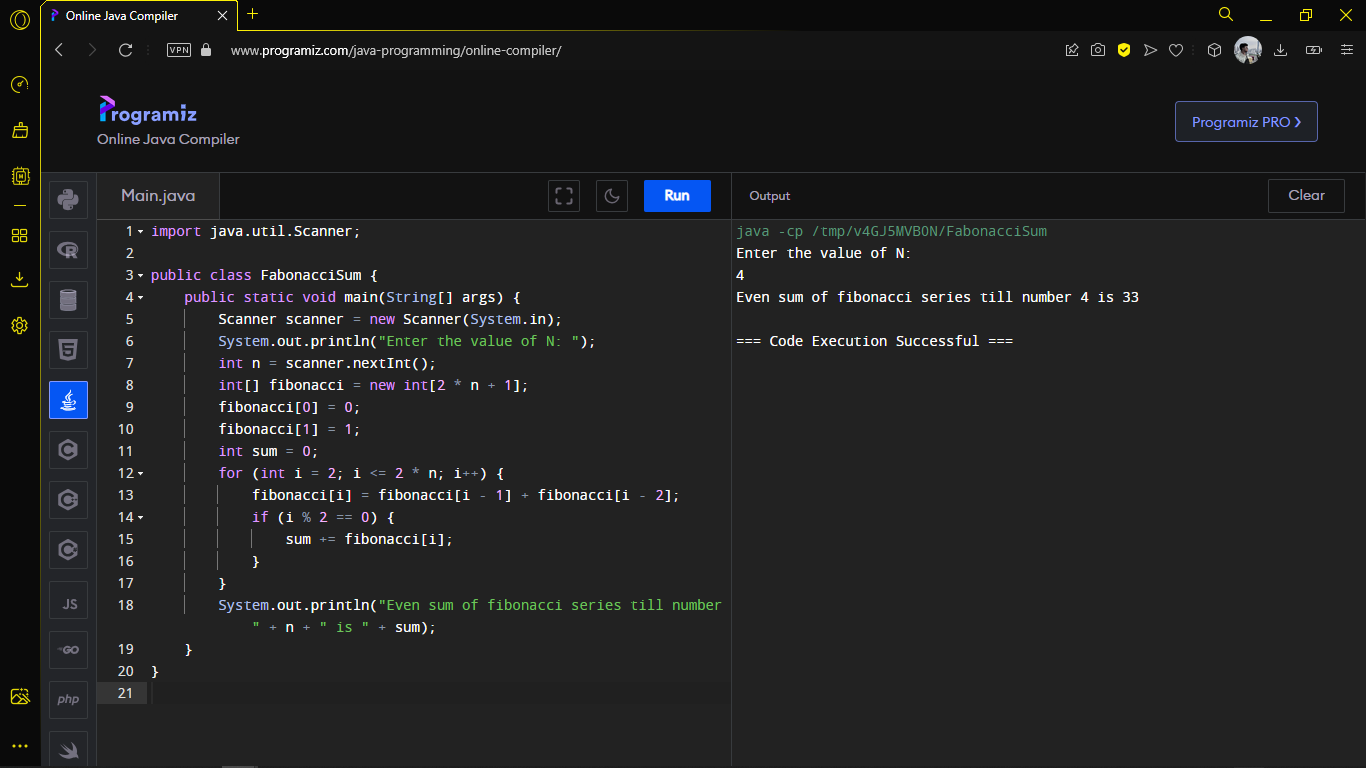 Online Java Compiler
VPN
www.programiz.com/java-programming/online-compiler/
Programiz
Online Java Compiler
Programiz PRO ❯
Main.java
Run
Output
Clear
1 import java.util.Scanner;
2
3 public class FabonacciSum {
4 public static void main(String[] args) {
5 Scanner scanner = new Scanner(System.in);
6 System.out.println("Enter the value of N: ");
7 int n = scanner.nextInt();
8 int[] fibonacci = new int[2 * n + 1];
9 fibonacci[0] = 0;
10 fibonacci[1] = 1;
11 int sum = 0;
12 for (int i = 2; i <= 2 * n; i++) {
13 fibonacci[i] = fibonacci[i - 1] + fibonacci[i - 2];
14 if (i % 2 == 0) {
15 sum += fibonacci[i];
16 }
17 }
18 System.out.println("Even sum of fibonacci series till number
" + n + " is " + sum);
19 }
20 }
21
java -cp /tmp/v4GJ5MVBON/FabonacciSum
Enter the value of N:
4
Even sum of fibonacci series till number 4 is 33
=== Code Execution Successful ===
JS
GO
php